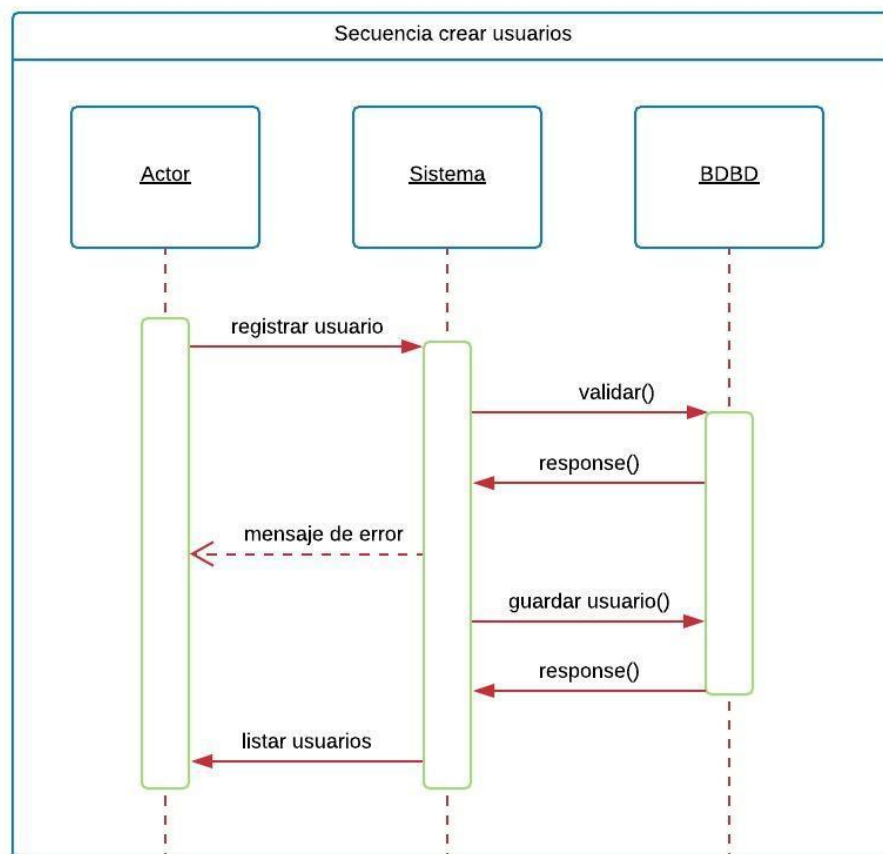 Secuencia crear usuarios
Actor
Sistema
BDBD
registrar usuario
validar()
response()
mensaje de error
guardar usuario()
response()
listar usuarios